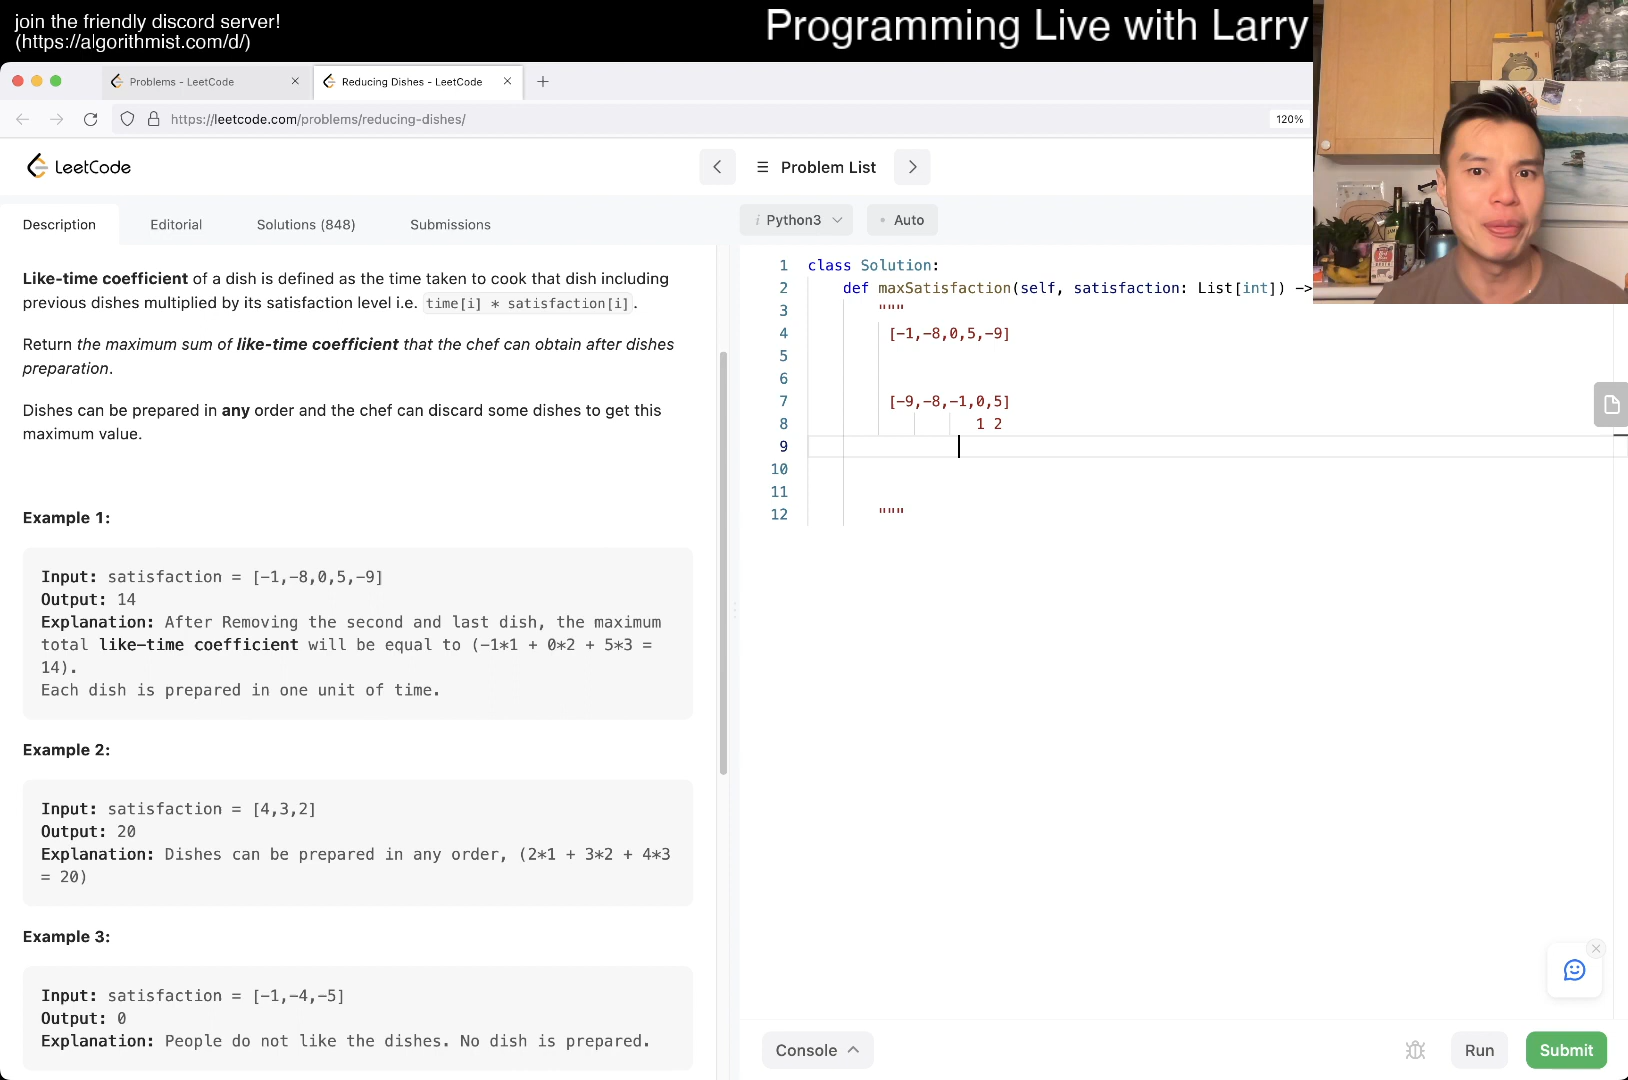 join the friendly discord server!
(https://algorithmist.com/d/)
Programming Live with Larry
Problems - LeetCode
Reducing Dishes - LeetCode
https://leetcode.com/problems/reducing-dishes/
120%
LeetCode
Problem List
Description
Editorial
Solutions (848)
Submissions
i Python3
Auto
Like-time coefficient of a dish is defined as the time taken to cook that dish including
previous dishes multiplied by its satisfaction level i.e. time[i] * satisfaction[i].
Return the maximum sum of like-time coefficient that the chef can obtain after dishes
preparation.
Dishes can be prepared in any order and the chef can discard some dishes to get this
maximum value.
Example 1:
Input: satisfaction = [-1,-8,0,5,-9]
Output: 14
Explanation: After Removing the second and last dish, the maximum
total like-time coefficient will be equal to (-1*1 + 0*2 + 5*3 =
14).
Each dish is prepared in one unit of time.
Example 2:
Input: satisfaction = [4,3,2]
Output: 20
Explanation: Dishes can be prepared in any order, (2*1 + 3*2 + 4*3
= 20)
Example 3:
Input: satisfaction = [-1,-4,-5]
Output: 0
Explanation: People do not like the dishes. No dish is prepared.
1 class Solution:
2 def maxSatisfaction(self, satisfaction: List[int]) ->
3 """
4 [-1,-8,0,5,-9]
5
6
7 [-9,-8,-1,0,5]
8 1 2
9
10
11
12 """
Console
Run
Submit